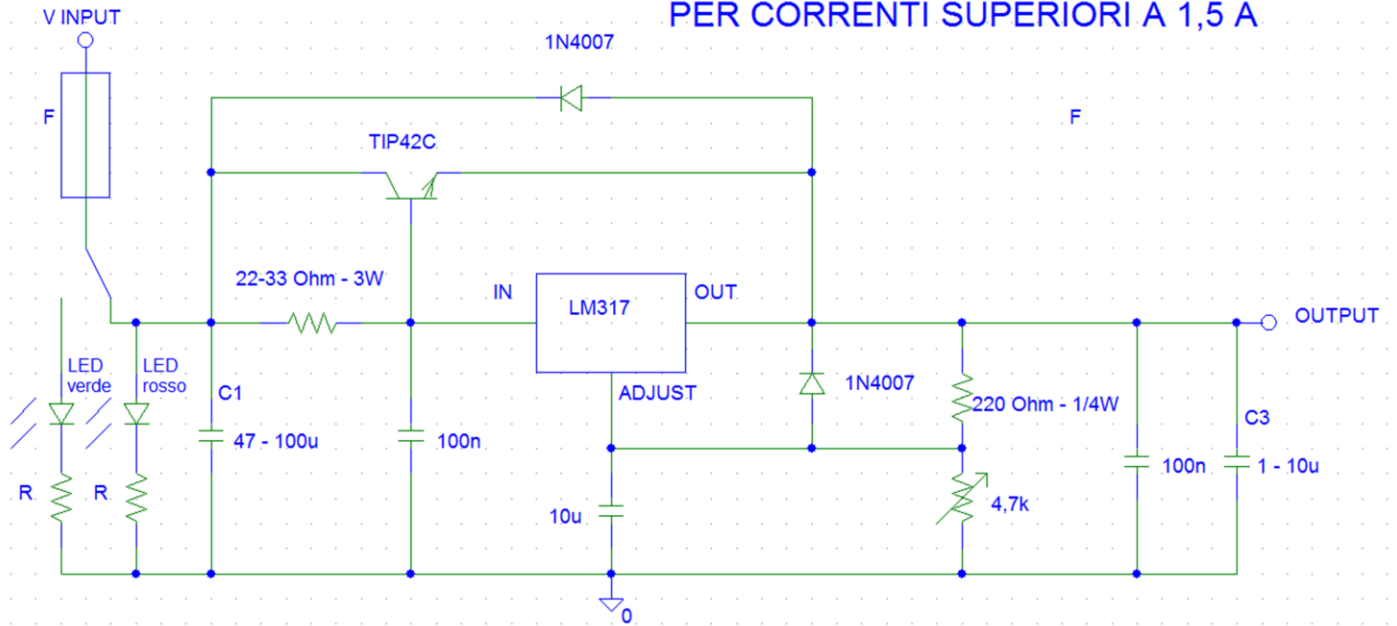 V INPUT
PER CORRENTI SUPERIORI A 1,5 A
1N4007
F
F
TIP42C
22-33 Ohm - 3W
IN
LM317
OUT
OUTPUT
LED
verde
LED
rosso
C1
ADJUST
1N4007
220 Ohm - 1/4W
C3
47 - 100u
100n
100n
1 - 10u
R
R
10u
4,7k
0